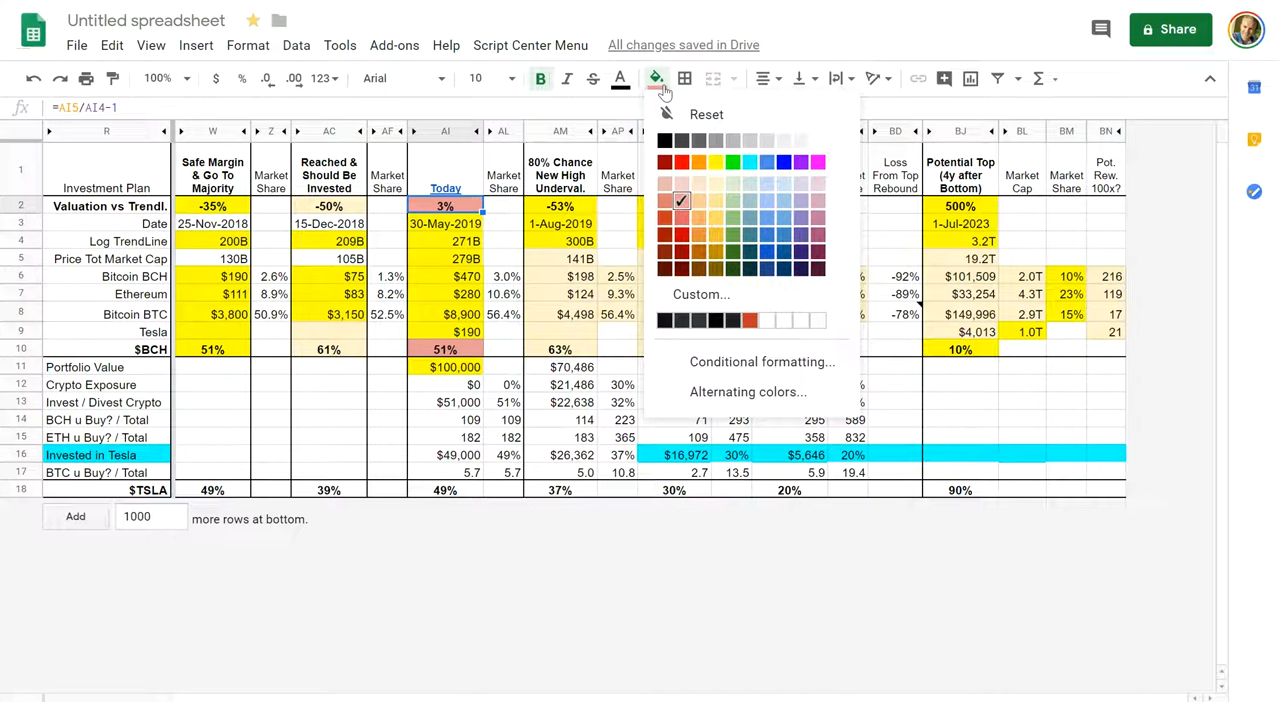 Untitled spreadsheet
File Edit View Insert Format Data Tools Add-ons Help Script Center Menu All changes saved in Drive
Share
100% $ % .0 .00 123 Arial 10 B I S A
fx =AI5/AI4-1
R W Z AC AF AI AL AM AP BD BJ BL BM BN
1 Investment Plan Safe Margin & Go To Majority Market Share Reached & Should Be Invested Market Share Today Market Share 80% Chance New High Underval. Market Share Loss From Top Rebound Potential Top (4y after Bottom) Market Cap Market Share Pot. Rew. 100x?
2 Valuation vs Trendl. -35% -50% 3% -53% 500%
3 Date 25-Nov-2018 15-Dec-2018 30-May-2019 1-Aug-2019 1-Jul-2023
4 Log TrendLine 200B 209B 271B 300B 3.2T
5 Price Tot Market Cap 130B 105B 279B 141B 19.2T
6 Bitcoin BCH $190 2.6% $75 1.3% $470 3.0% $198 2.5% -92% $101,509 2.0T 10% 216
7 Ethereum $111 8.9% $83 8.2% $280 10.6% $124 9.3% -89% $33,254 4.3T 23% 119
8 Bitcoin BTC $3,800 50.9% $3,150 52.5% $8,900 56.4% $4,498 56.4% -78% $149,996 2.9T 15% 17
9 Tesla $190 $4,013 1.0T 21
10 $BCH 51% 61% 51% 63% 10%
11 Portfolio Value $100,000 $70,486
12 Crypto Exposure $0 0% $21,486 30%
13 Invest / Divest Crypto $51,000 51% $22,638 32%
14 BCH u Buy? / Total 109 109 114 223 71 293 295 589
15 ETH u Buy? / Total 182 182 183 365 109 475 358 832
16 Invested in Tesla $49,000 49% $26,362 37% $16,972 30% $5,646 20%
17 BTC u Buy? / Total 5.7 5.7 5.0 10.8 2.7 13.5 5.9 19.4
18 $TSLA 49% 39% 49% 37% 30% 20% 90%
Add 1000 more rows at bottom.
Reset
Custom...
Conditional formatting...
Alternating colors...
31